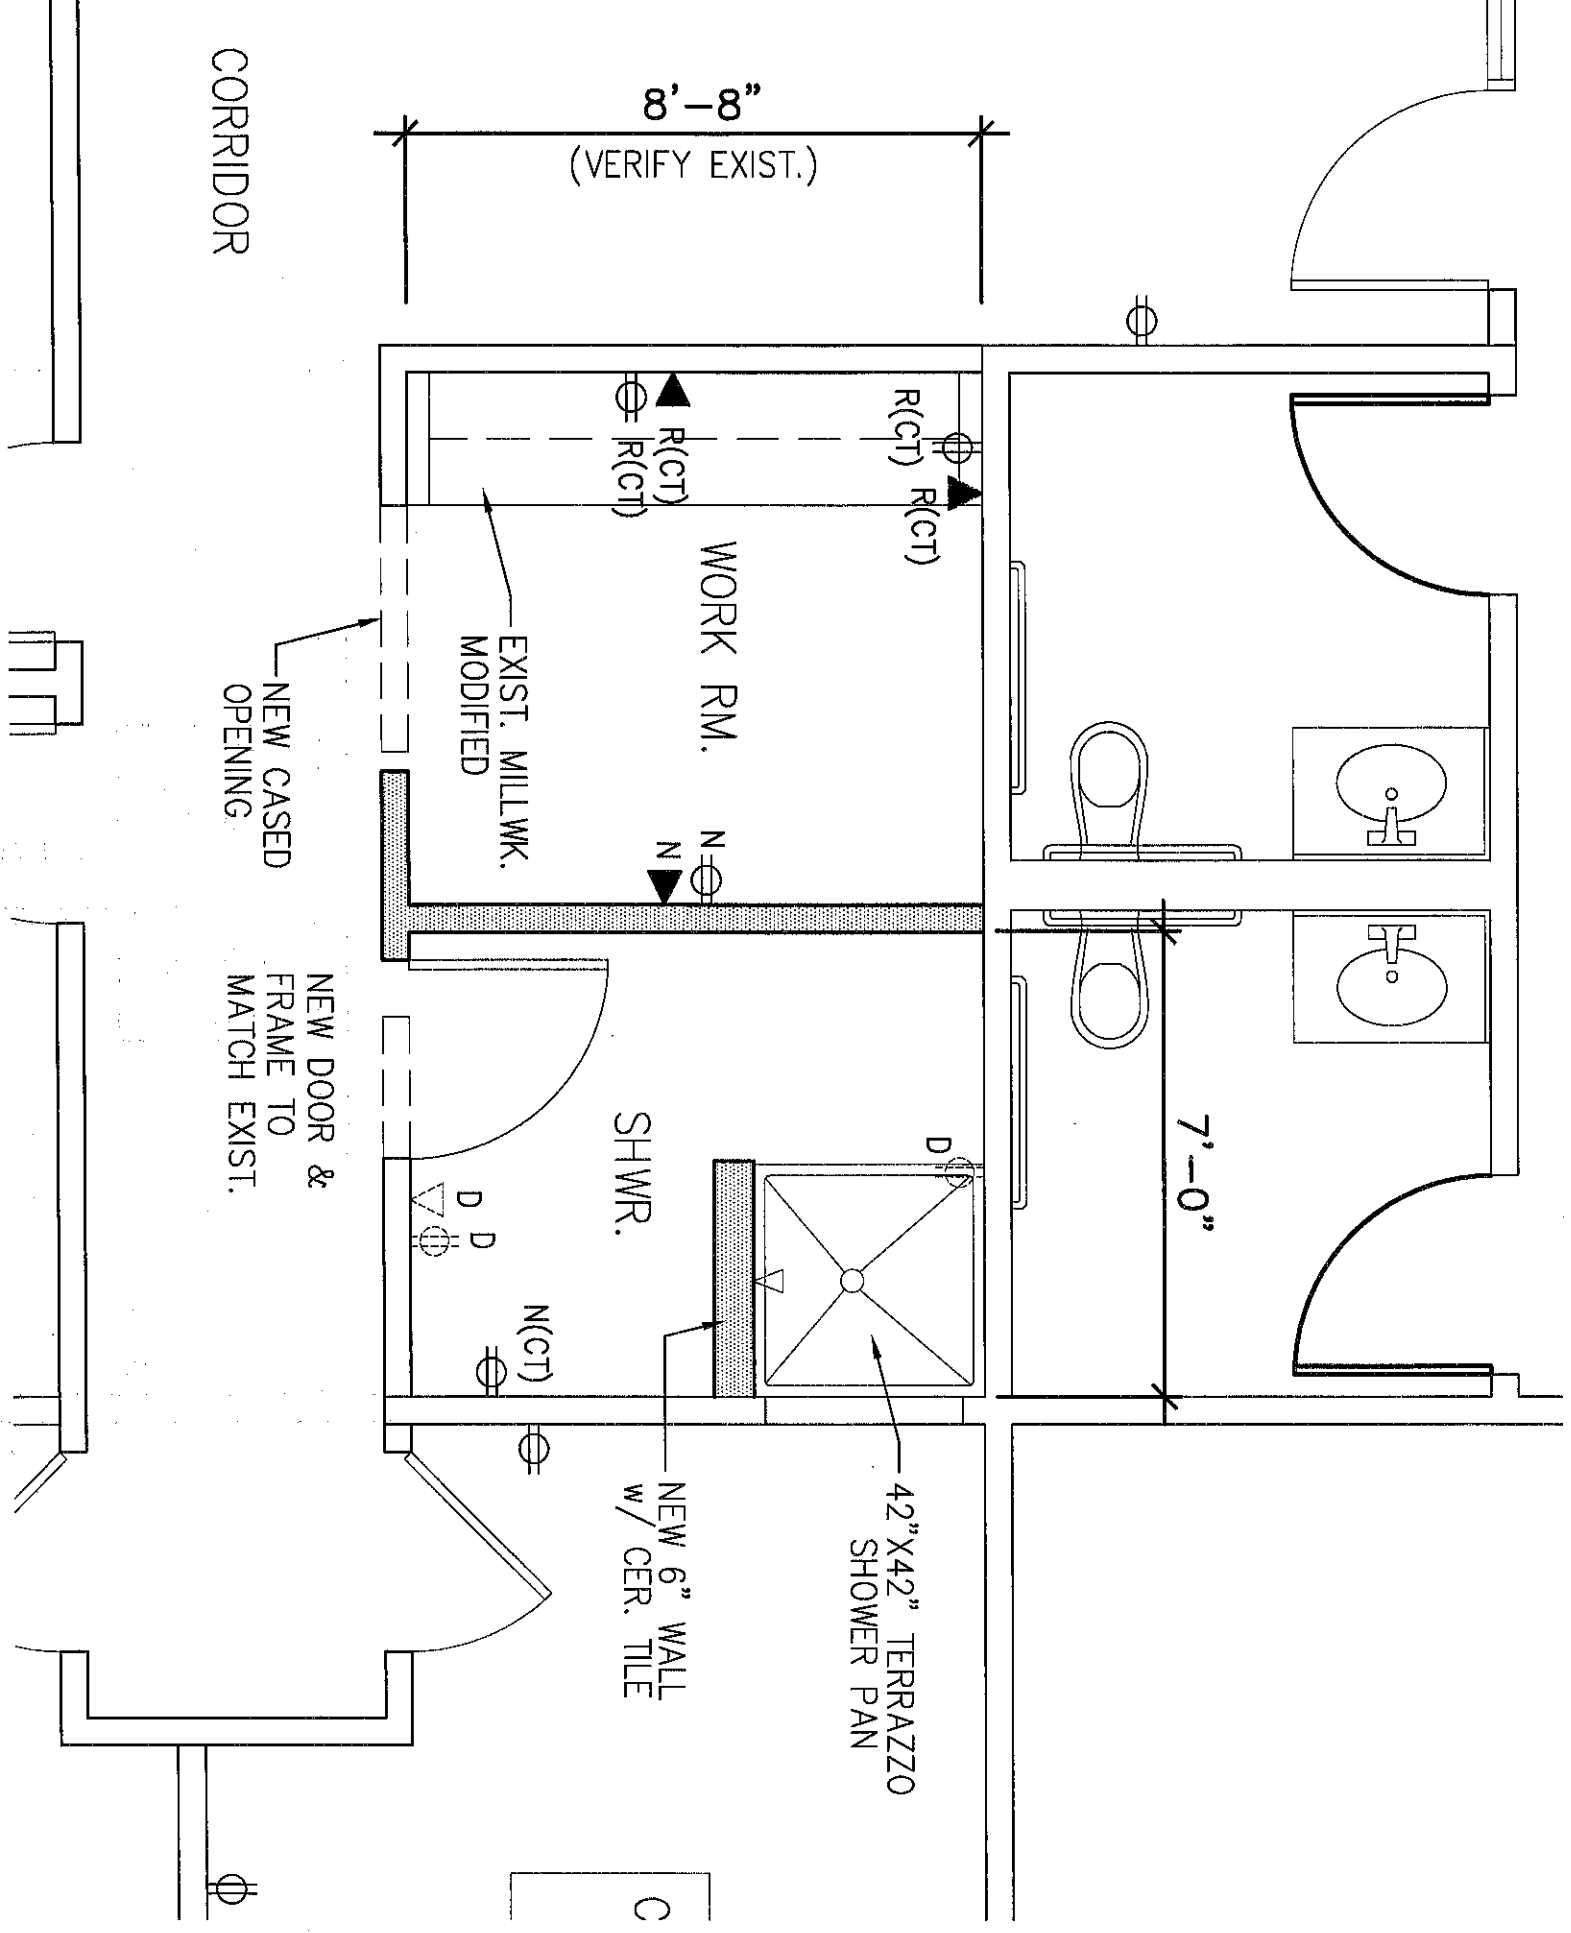 CORRIDOR
8'-8"
(VERIFY EXIST.)
R(CT)
R(CT)
R(CT)
R(CT)
WORK RM.
EXIST. MILLWK.
MODIFIED
NEW CASED
OPENING
N
N
NEW DOOR &
FRAME TO
MATCH EXIST.
7'-0"
SHWR.
D
D
D
N(CT)
NEW 6" WALL
w/ CER. TILE
42"X42" TERRAZZO
SHOWER PAN
C